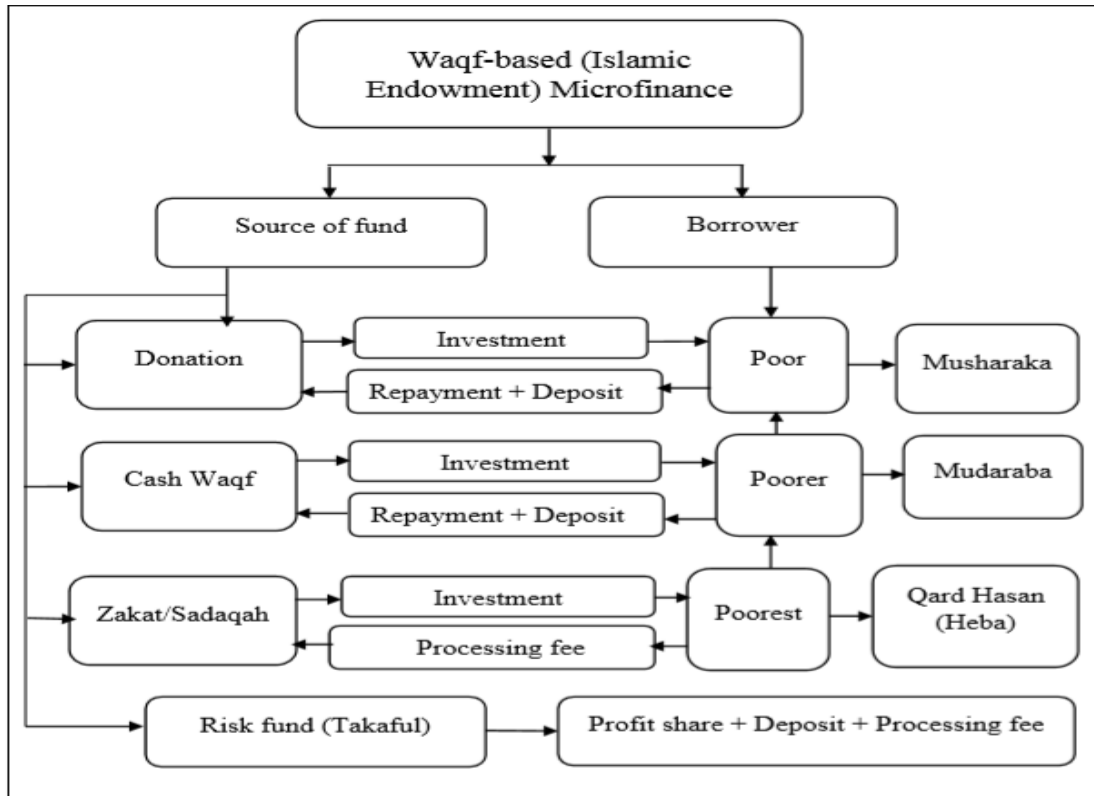 Waqf-based (Islamic
Endowment) Microfinance
Source of fund
Borrower
Donation
Investment
Repayment + Deposit
Poor
Musharaka
Cash Waqf
Investment
Repayment + Deposit
Poorer
Mudaraba
Zakat/Sadaqah
Investment
Processing fee
Poorest
Qard Hasan
(Heba)
Risk fund (Takaful)
Profit share + Deposit + Processing fee